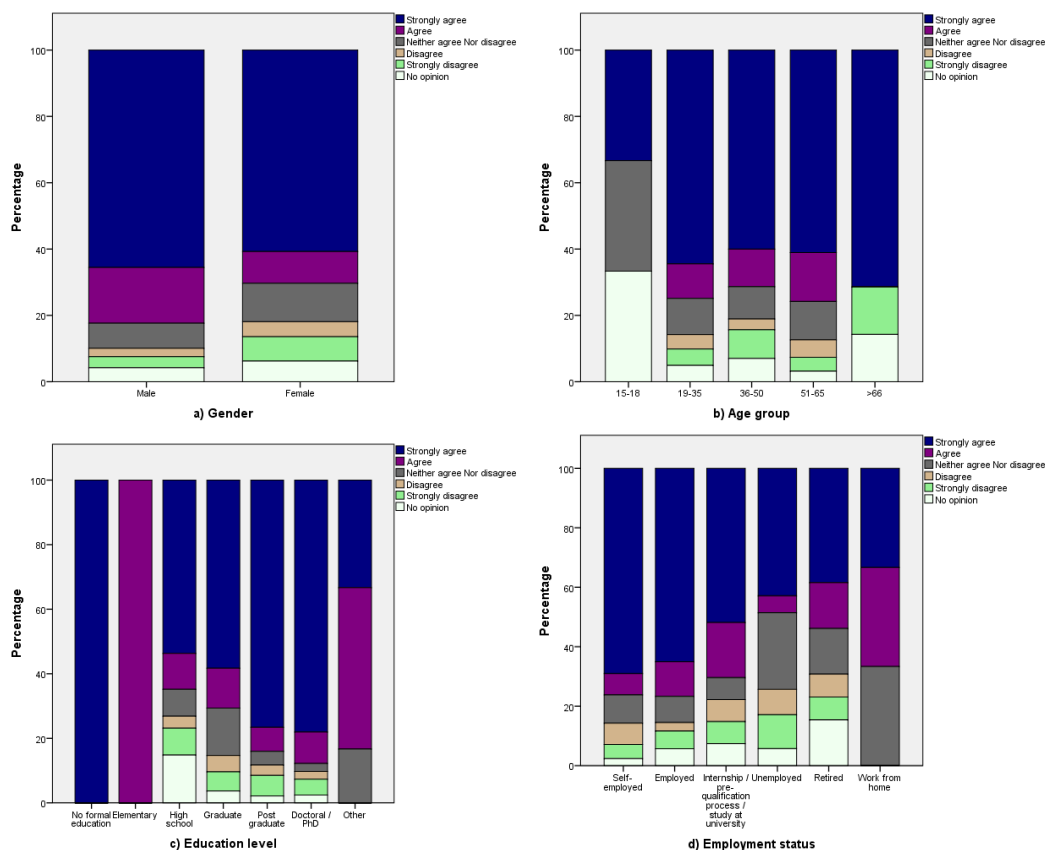 Strongly agree
Agree
Neither agree Nor disagree
Disagree
Strongly disagree
No opinion
100
80
60
40
20
0
Percentage
Male
Female
a) Gender
Strongly agree
Agree
Neither agree Nor disagree
Disagree
Strongly disagree
No opinion
100
80
60
40
20
0
Percentage
15-18
19-35
36-50
51-65
>66
b) Age group
Strongly agree
Agree
Neither agree Nor disagree
Disagree
Strongly disagree
No opinion
100
80
60
40
20
0
Percentage
No formal
education
Elementary
High
school
Graduate
Post
graduate
Doctoral /
PhD
Other
c) Education level
Strongly agree
Agree
Neither agree Nor disagree
Disagree
Strongly disagree
No opinion
100
80
60
40
20
0
Percentage
Self-
employed
Employed
Internship /
pre-
qualification
process /
study at
university
Unemployed
Retired
Work from
home
d) Employment status